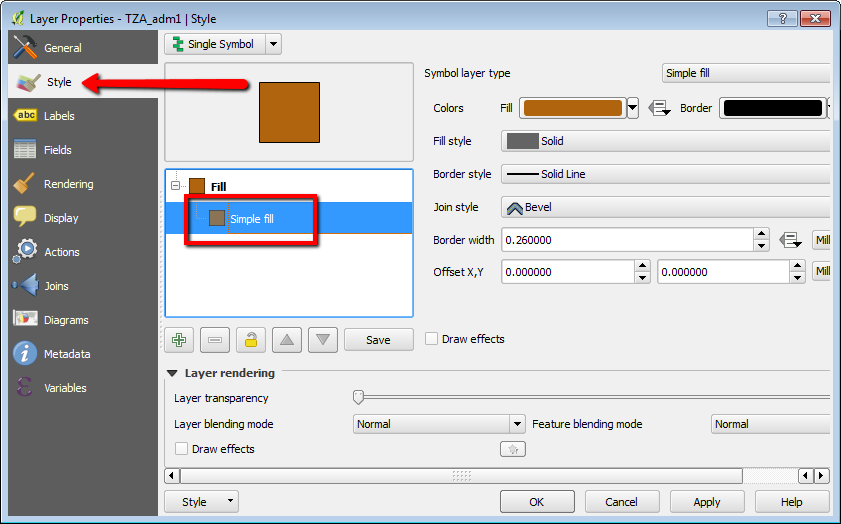 Layer Properties - TZA_adm1 | Style
General
Style
Labels
Fields
Rendering
Display
Actions
Joins
Diagrams
Metadata
Variables
abc
Single Symbol
Fill
Simple fill
Save
Symbol layer type
Simple fill
Colors Fill Border
Fill style Solid
Border style Solid Line
Join style Bevel
Border width 0.260000 Mill
Offset X,Y 0.000000 0.000000 Mill
Draw effects
Layer rendering
Layer transparency
Layer blending mode Normal Feature blending mode Normal
Draw effects
Style OK Cancel Apply Help